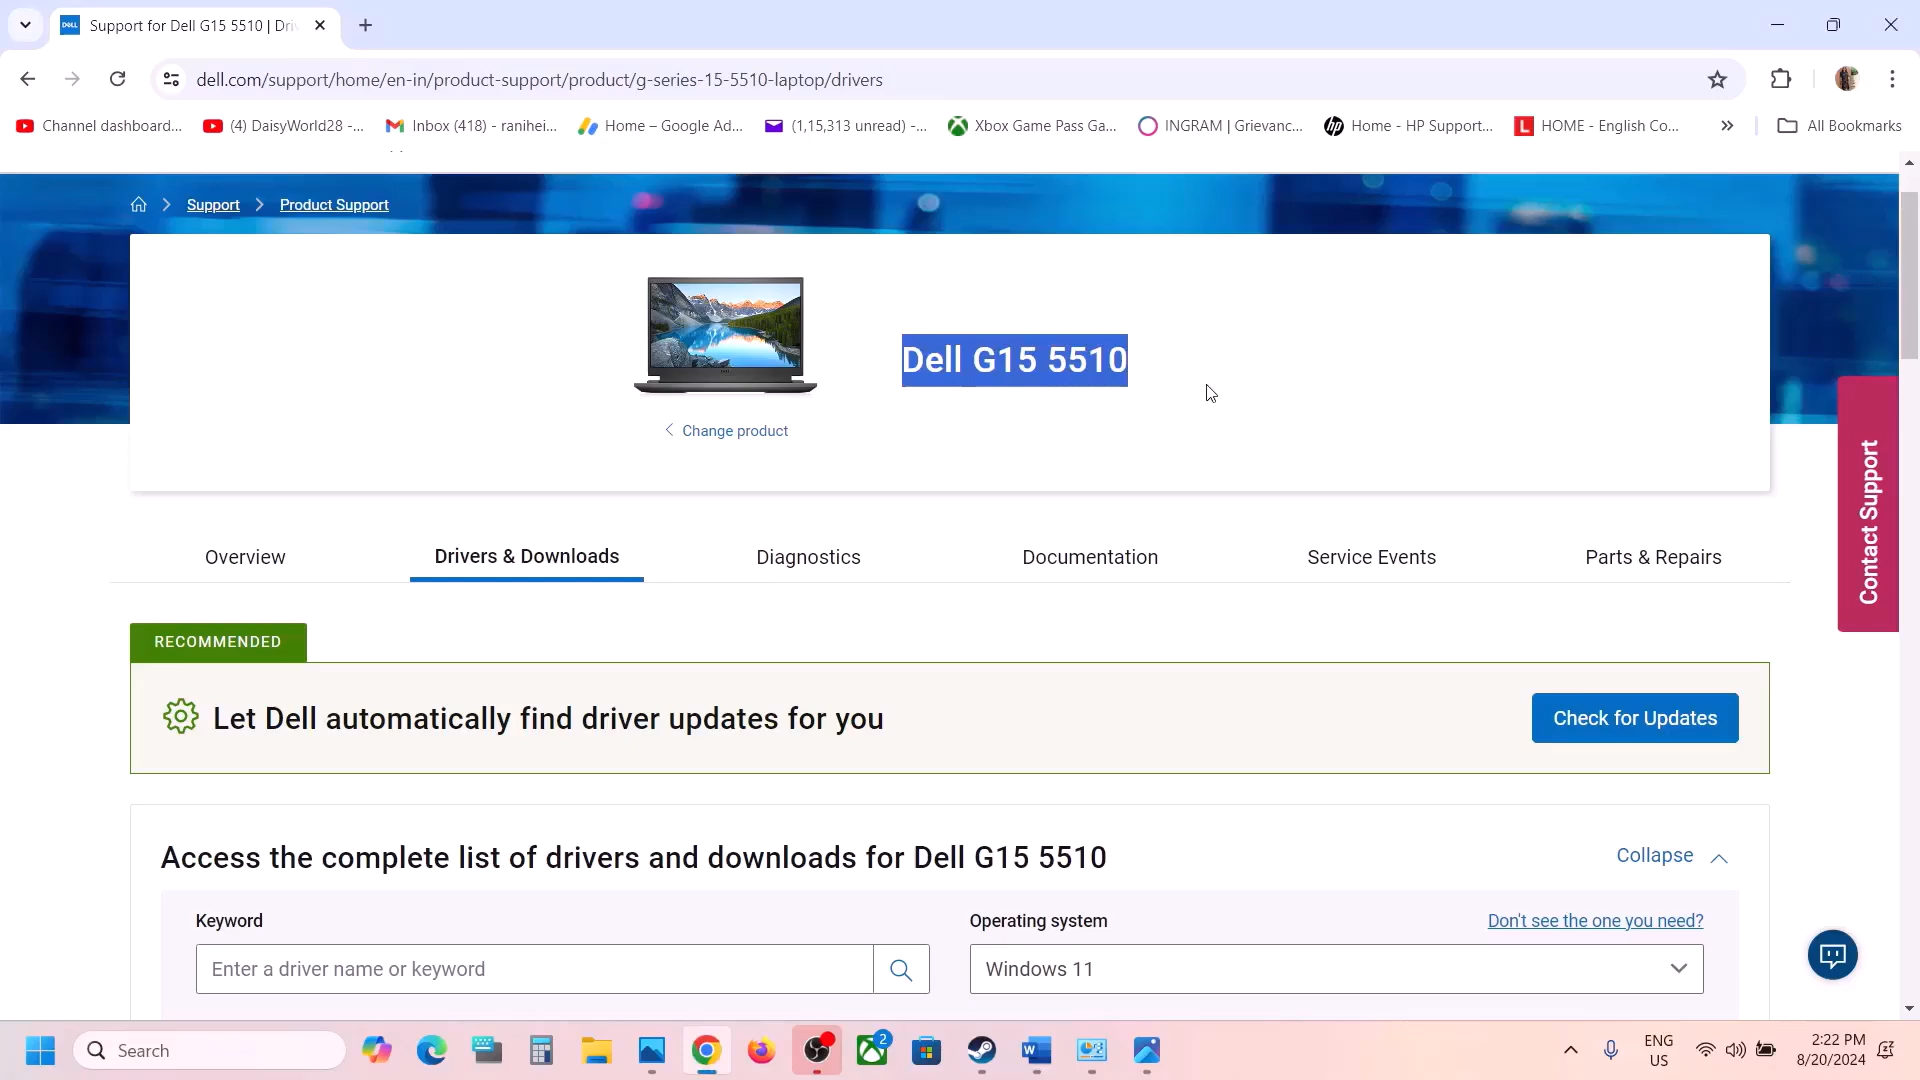 DELL Support for Dell G15 5510 | Dri
dell.com/support/home/en-in/product-support/product/g-series-15-5510-laptop/drivers
Channel dashboard... (4) DaisyWorld28 -... Inbox (418) - ranihei... Home – Google Ad... (1,15,313 unread) -... Xbox Game Pass Ga... INGRAM | Grievanc... hp Home - HP Support... L HOME - English Co... » All Bookmarks
Support Product Support
Dell G15 5510
Change product
Contact Support
Overview Drivers & Downloads Diagnostics Documentation Service Events Parts & Repairs
RECOMMENDED
Let Dell automatically find driver updates for you Check for Updates
Access the complete list of drivers and downloads for Dell G15 5510 Collapse
Keyword Operating system Don't see the one you need?
Enter a driver name or keyword Windows 11
Search 2 ENG 2:22 PM
US 8/20/2024